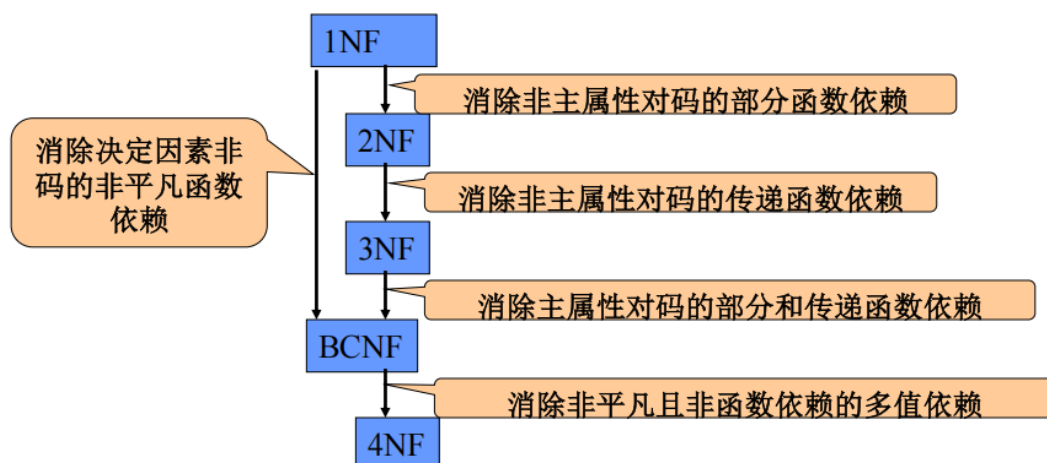 1NF
消除非主属性对码的部分函数依赖
2NF
消除决定因素非
码的非平凡函数
依赖
消除非主属性对码的传递函数依赖
3NF
消除主属性对码的部分和传递函数依赖
BCNF
消除非平凡且非函数依赖的多值依赖
4NF